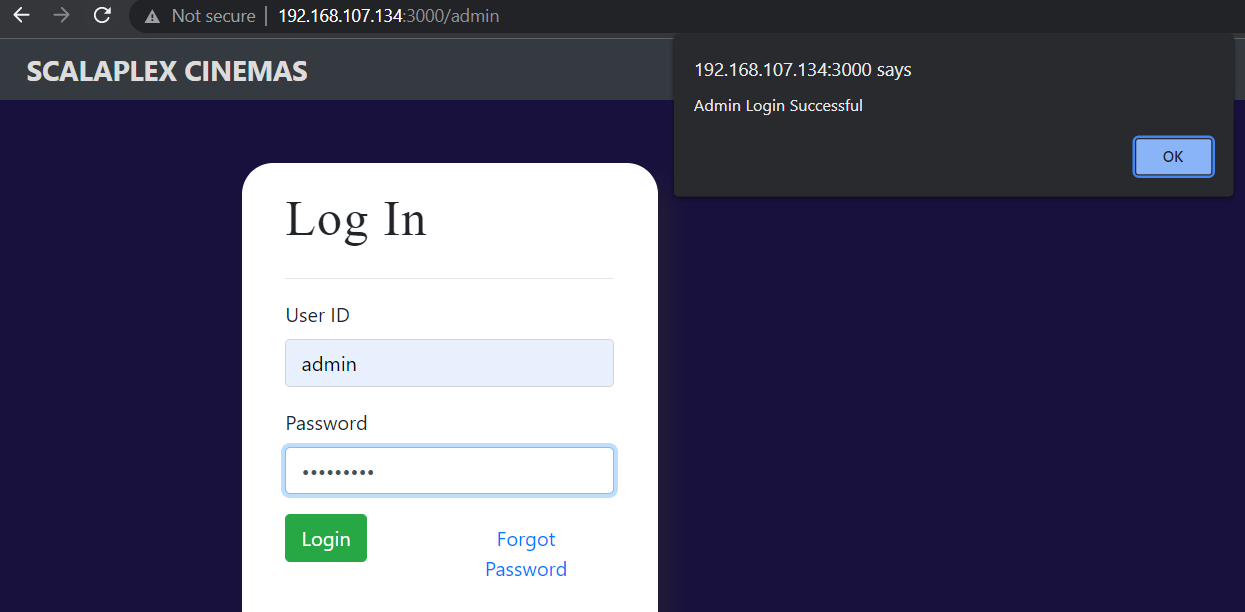 Not secure | 192.168.107.134:3000/admin
SCALAPLEX CINEMAS
192.168.107.134:3000 says
Admin Login Successful
OK
Log In
User ID
admin
Password
•••••••••
Login
Forgot
Password